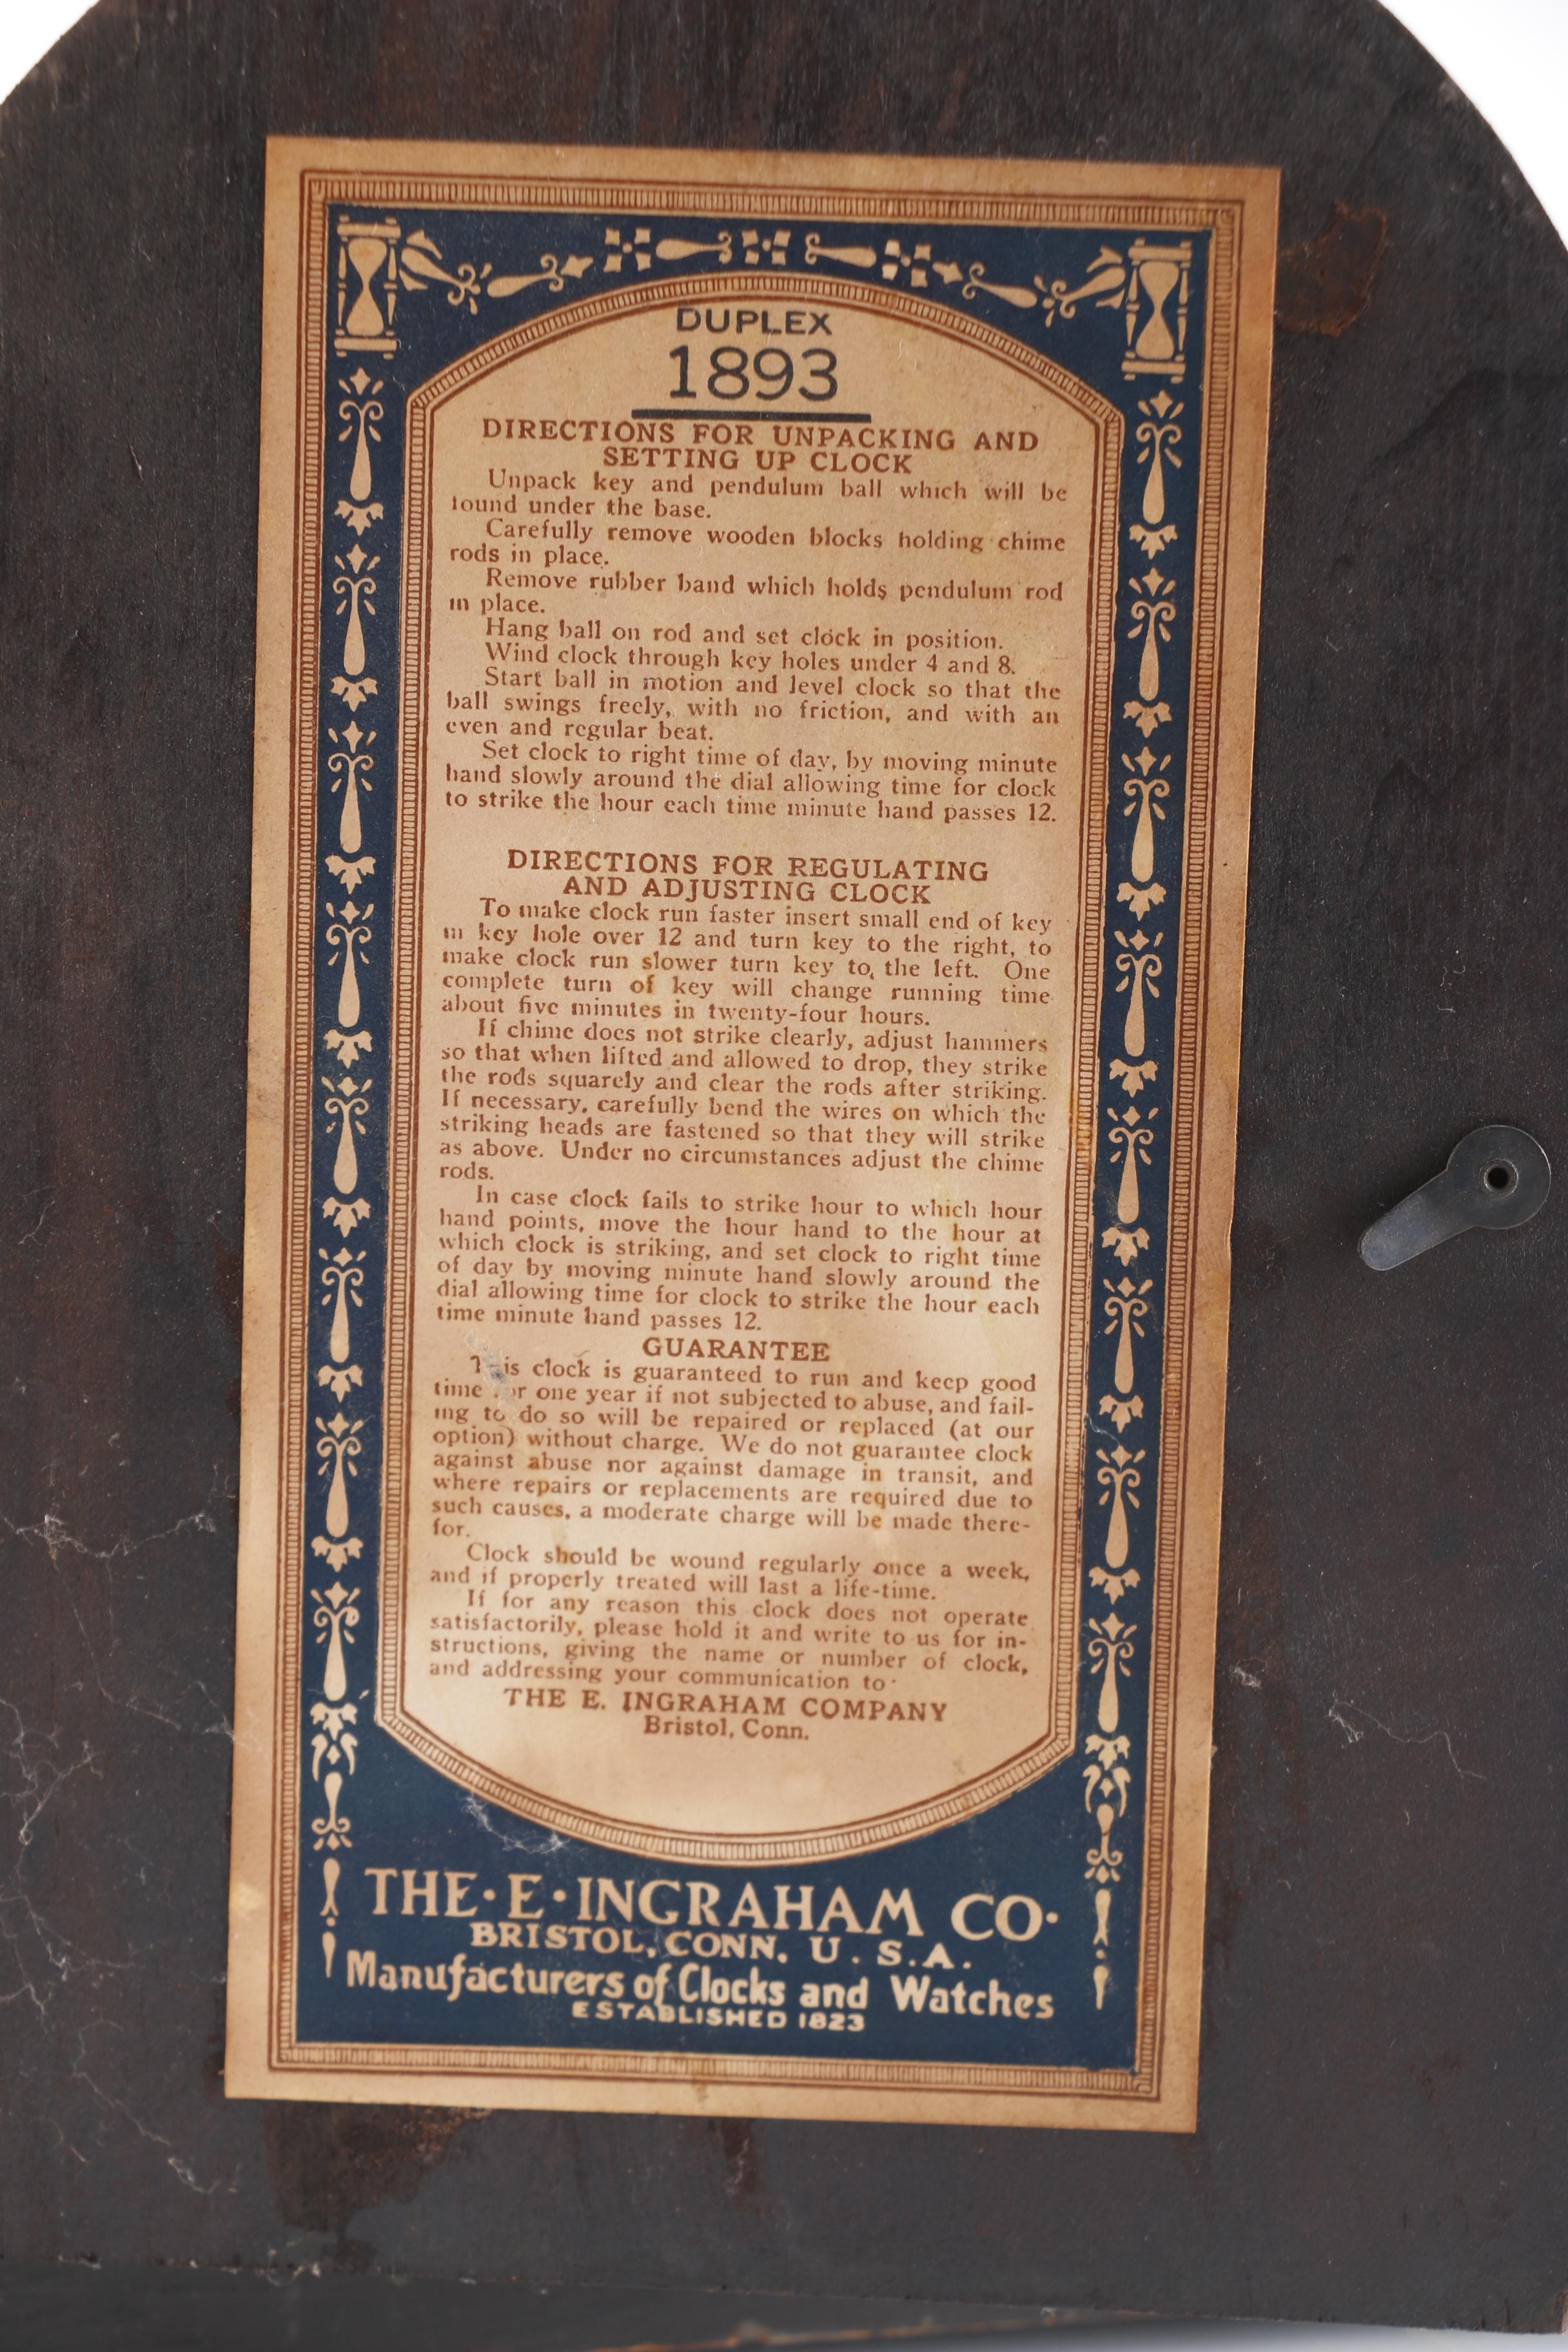 DUPLEX
1893
DIRECTIONS FOR UNPACKING AND
SETTING UP CLOCK
Unpack key and pendulum ball which will be
found under the base.
Carefully remove wooden blocks holding chime
rods in place.
Remove rubber band which holds pendulum rod
in place.
Hang ball on rod and set clock in position.
Wind clock through key holes under 4 and 8.
Start ball in motion and level clock so that the
ball swings freely, with no friction, and with an
even and regular beat.
Set clock to right time of day, by moving minute
hand slowly around the dial allowing time for clock
to strike the hour each time minute hand passes 12.
DIRECTIONS FOR REGULATING
AND ADJUSTING CLOCK
To make clock run faster insert small end of key
in key hole over 12 and turn key to the right, to
make clock run slower turn key to, the left. One
complete turn of key will change running time
about five minutes in twenty-four hours.
If chime does not strike clearly, adjust hammers
so that when lifted and allowed to drop, they strike
the rods squarely and clear the rods after striking.
If necessary, carefully bend the wires on which the
striking heads are fastened so that they will strike
as above. Under no circumstances adjust the chime
rods.
In case clock fails to strike hour to which hour
hand points, move the hour hand to the hour at
which clock is striking, and set clock to right time
of day by moving minute hand slowly around the
dial allowing time for clock to strike the hour each
time minute hand passes 12.
GUARANTEE
This clock is guaranteed to run and keep good
time for one year if not subjected to abuse, and fail-
ing to do so will be repaired or replaced (at our
option) without charge. We do not guarantee clock
against abuse nor against damage in transit, and
where repairs or replacements are required due to
such causes, a moderate charge will be made there-
for.
Clock should be wound regularly once a week,
and if properly treated will last a life-time.
If for any reason this clock does not operate
satisfactorily, please hold it and write to us for in-
structions, giving the name or number of clock,
and addressing your communication to
THE E. INGRAHAM COMPANY
Bristol, Conn.
THE·E·INGRAHAM CO·
BRISTOL, CONN. U.S.A.
Manufacturers of Clocks and Watches
ESTABLISHED 1823